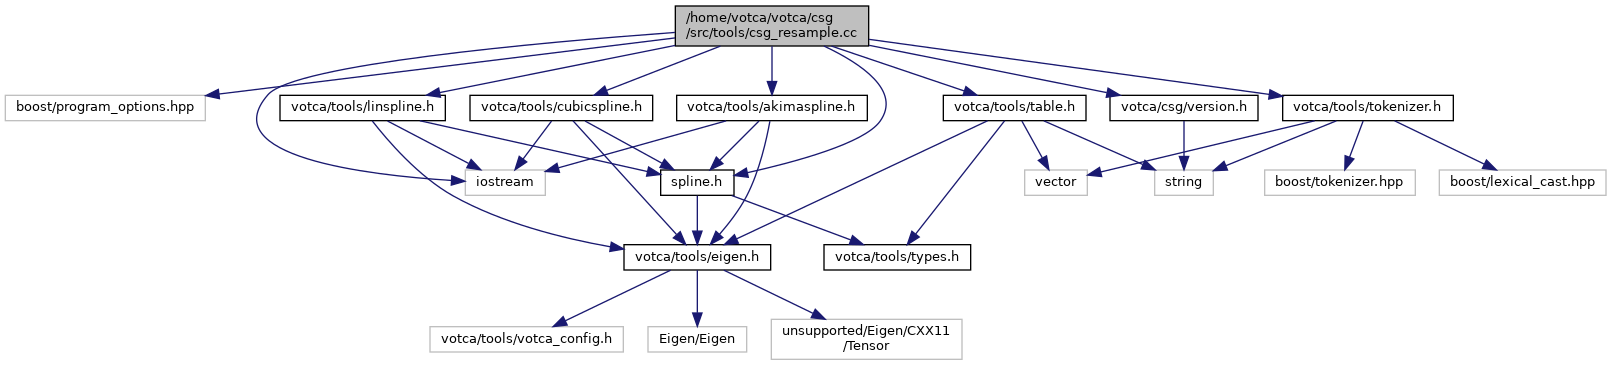 /home/votca/votca/csg
/src/tools/csg_resample.cc
boost/program_options.hpp
votca/tools/linspline.h
votca/tools/cubicspline.h
votca/tools/akimaspline.h
votca/tools/table.h
votca/csg/version.h
votca/tools/tokenizer.h
iostream
spline.h
vector
string
boost/tokenizer.hpp
boost/lexical_cast.hpp
votca/tools/eigen.h
votca/tools/types.h
votca/tools/votca_config.h
Eigen/Eigen
unsupported/Eigen/CXX11
/Tensor